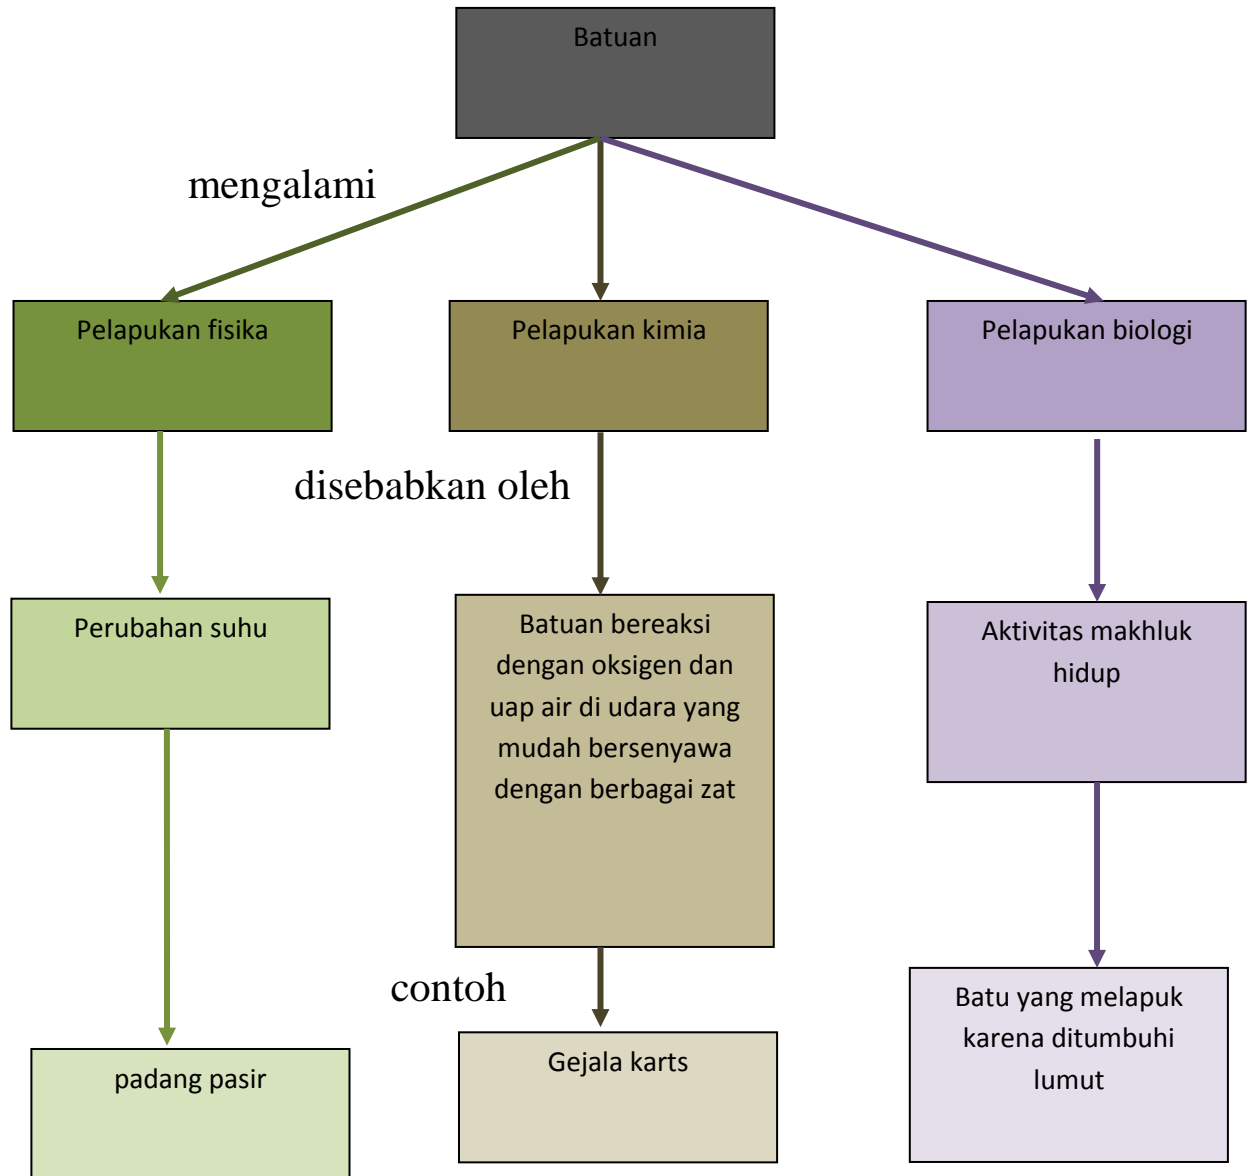 Batuan
mengalami
Pelapukan fisika
Pelapukan kimia
Pelapukan biologi
disebabkan oleh
Perubahan suhu
Batuan bereaksi
dengan oksigen dan
uap air di udara yang
mudah bersenyawa
dengan berbagai zat
Aktivitas makhluk
hidup
contoh
padang pasir
Gejala karts
Batu yang melapuk
karena ditumbuhi
lumut